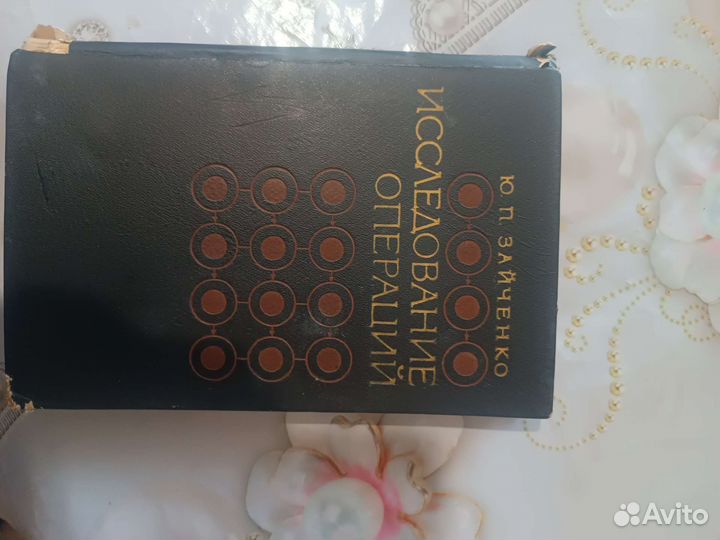 Ю. П. ЗАЙЧЕНКО
ИССЛЕДОВАНИЕ
ОПЕРАЦИЙ
Avito